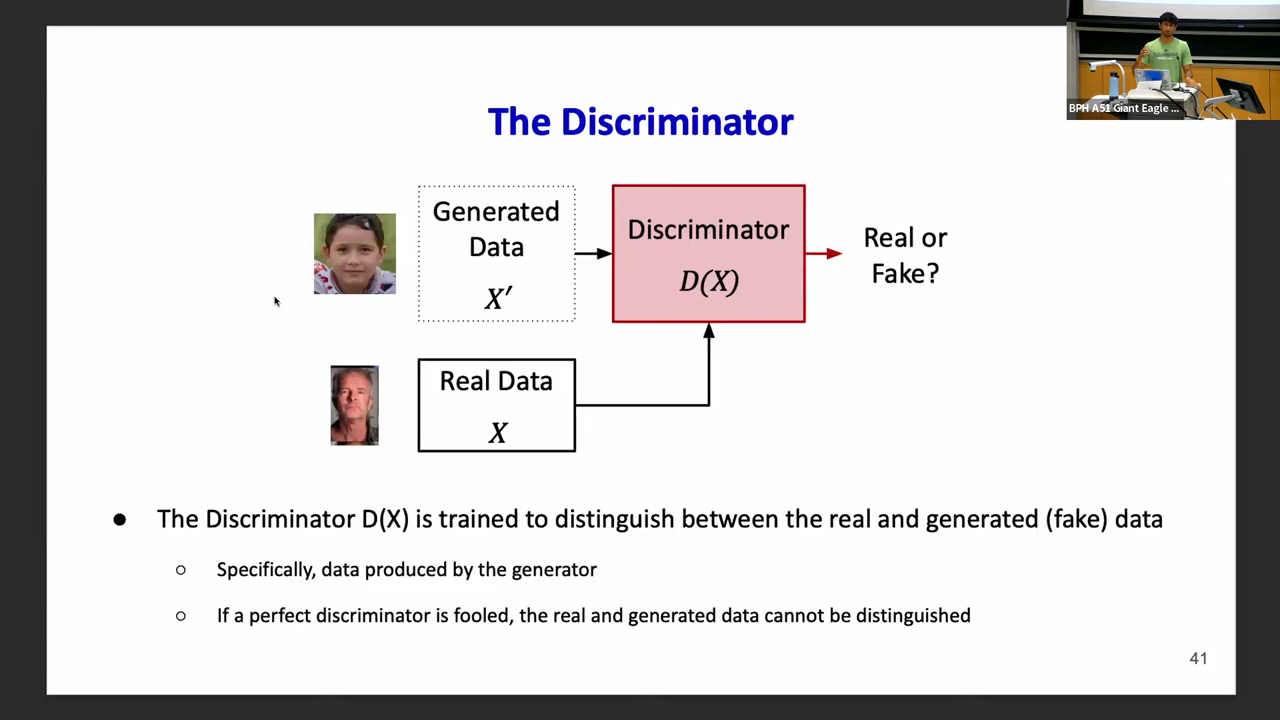 BPH A51 Giant Eagle ...
The Discriminator
Generated
Data
X′
Discriminator
D(X)
Real or
Fake?
Real Data
X
● The Discriminator D(X) is trained to distinguish between the real and generated (fake) data
○ Specifically, data produced by the generator
○ If a perfect discriminator is fooled, the real and generated data cannot be distinguished
41